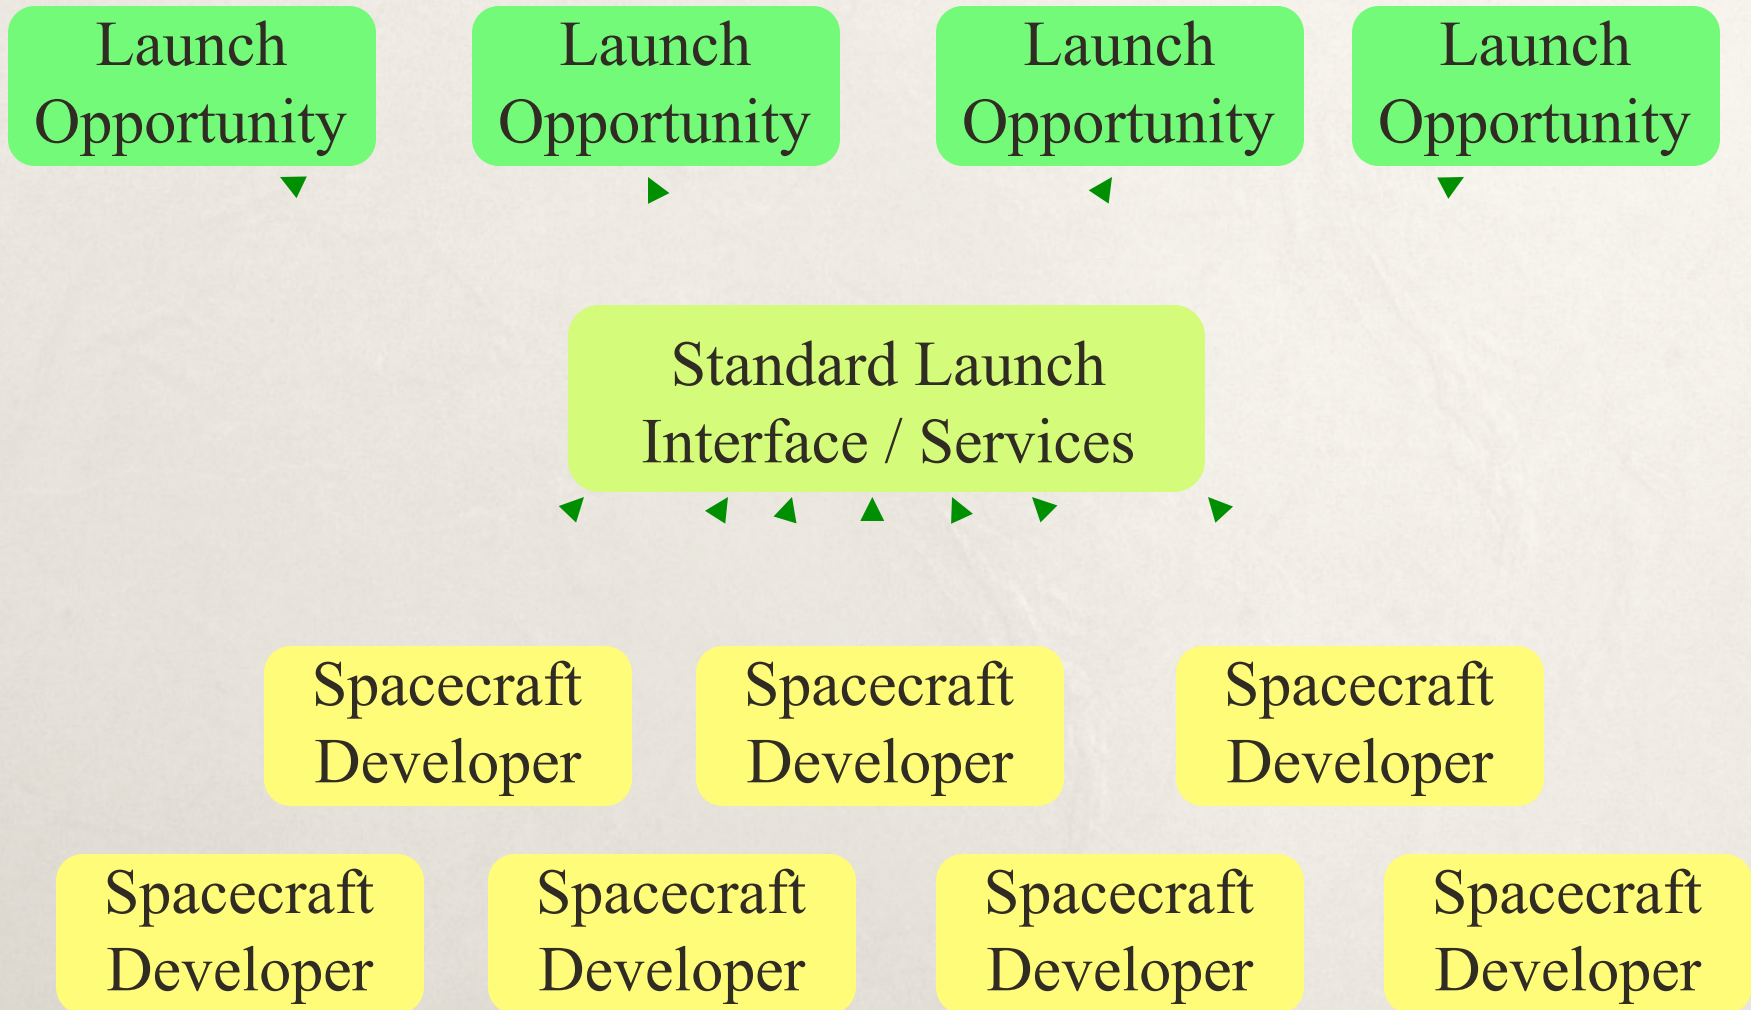 Launch
Opportunity
Launch
Opportunity
Launch
Opportunity
Launch
Opportunity
Standard Launch
Interface / Services
Spacecraft
Developer
Spacecraft
Developer
Spacecraft
Developer
Spacecraft
Developer
Spacecraft
Developer
Spacecraft
Developer
Spacecraft
Developer